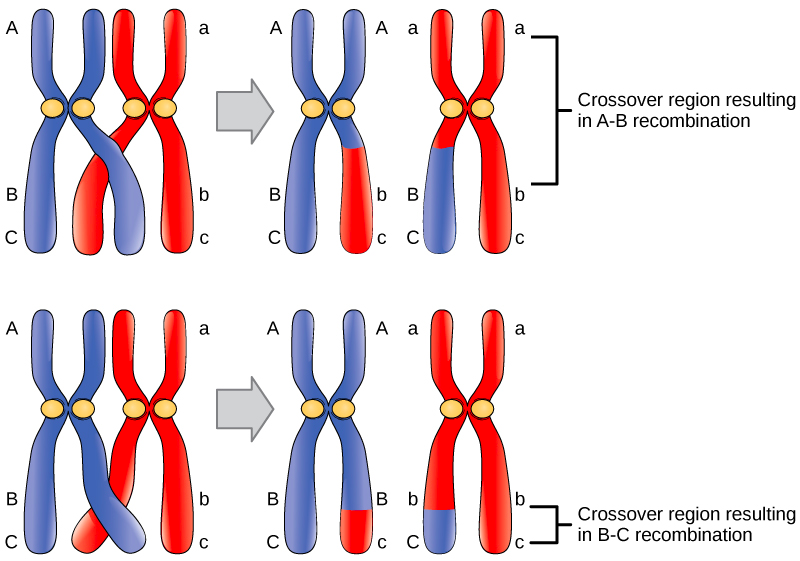 A a A A a a
Crossover region resulting
in A-B recombination
B b B b B b
C c C c C c
A a A A a a
B b B B b b
Crossover region resulting
in B-C recombination
C c C c C c